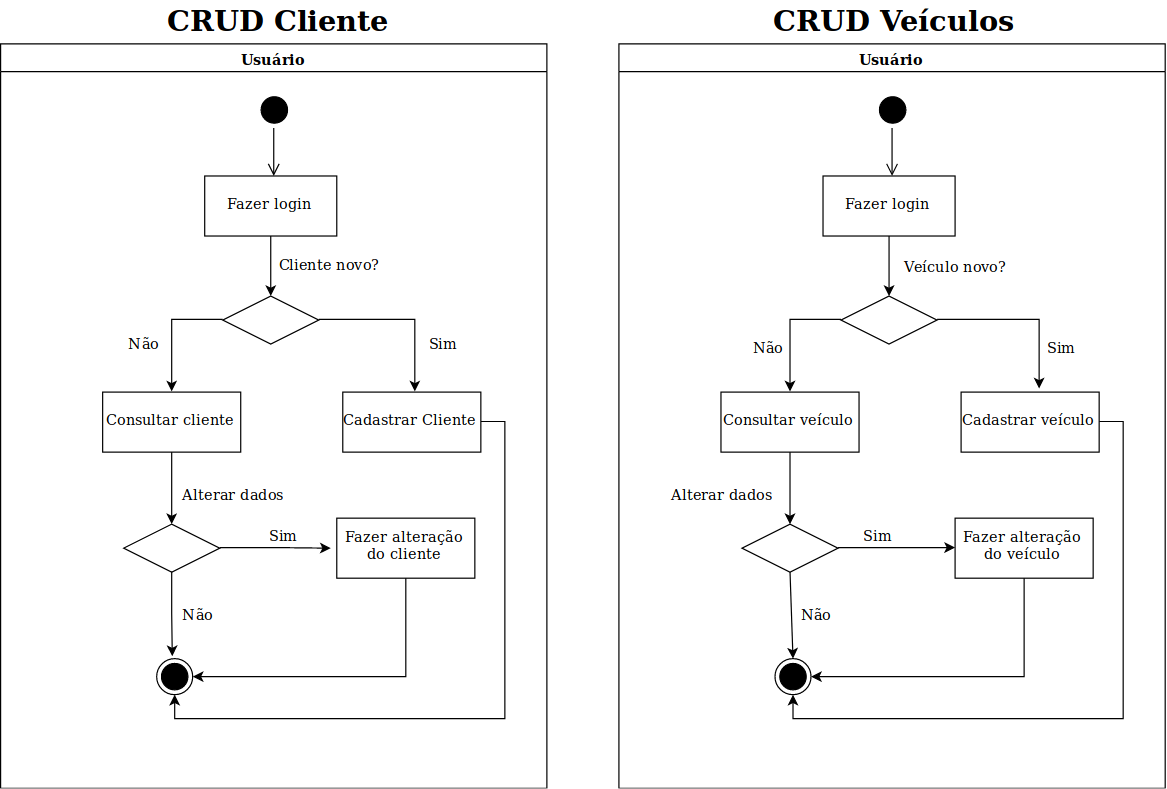 CRUD Cliente
Usuário
Fazer login
Cliente novo?
Não
Sim
Consultar cliente
Cadastrar Cliente
Alterar dados
Sim
Fazer alteração
do cliente
Não
CRUD Veículos
Usuário
Fazer login
Veículo novo?
Não
Sim
Consultar veículo
Cadastrar veículo
Alterar dados
Sim
Fazer alteração
do veículo
Não